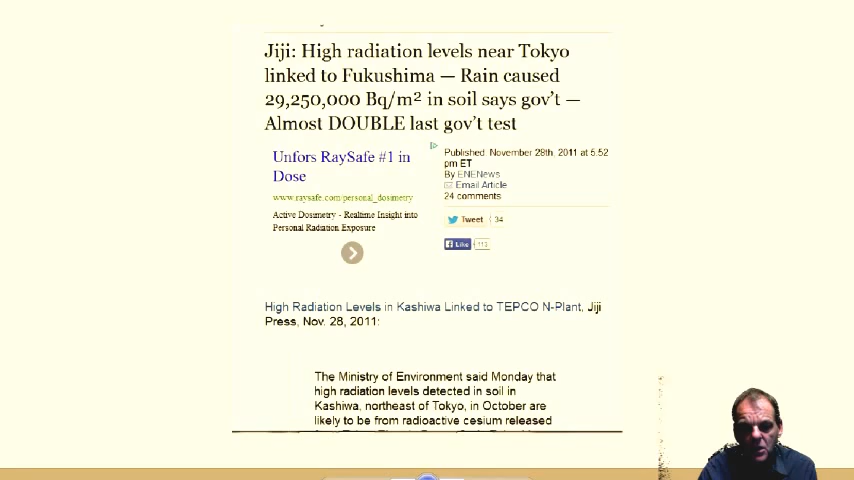 Jiji: High radiation levels near Tokyo
linked to Fukushima — Rain caused
29,250,000 Bq/m² in soil says gov't —
Almost DOUBLE last gov't test
Unfors RaySafe #1 in
Dose
www.raysafe.com/personal_dosimetry
Active Dosimetry - Realtime Insight into
Personal Radiation Exposure
Published: November 28th, 2011 at 5:52
pm ET
By ENENews
Email Article
24 comments
Tweet 34
Like 113
High Radiation Levels in Kashiwa Linked to TEPCO N-Plant, Jiji
Press, Nov. 28, 2011:
The Ministry of Environment said Monday that
high radiation levels detected in soil in
Kashiwa, northeast of Tokyo, in October are
likely to be from radioactive cesium released